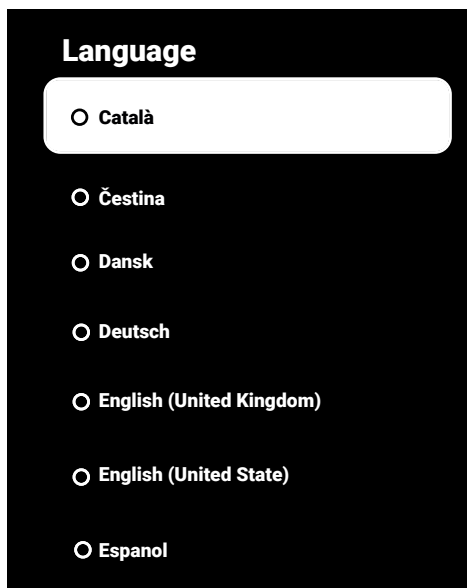 Language
Català
Čestina
Dansk
Deutsch
English (United Kingdom)
English (United State)
Espanol